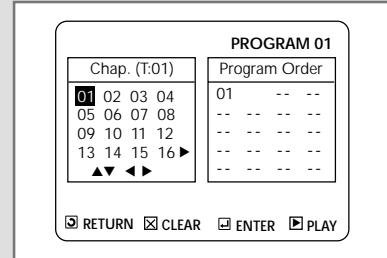 PROGRAM 01
Chap. (T:01)
01 02 03 04
05 06 07 08
09 10 11 12
13 14 15 16 ▶
▲▼ ◀ ▶
Program Order
01 -- --
-- -- -- --
-- -- -- --
-- -- -- --
-- -- -- --
RETURN CLEAR ENTER PLAY